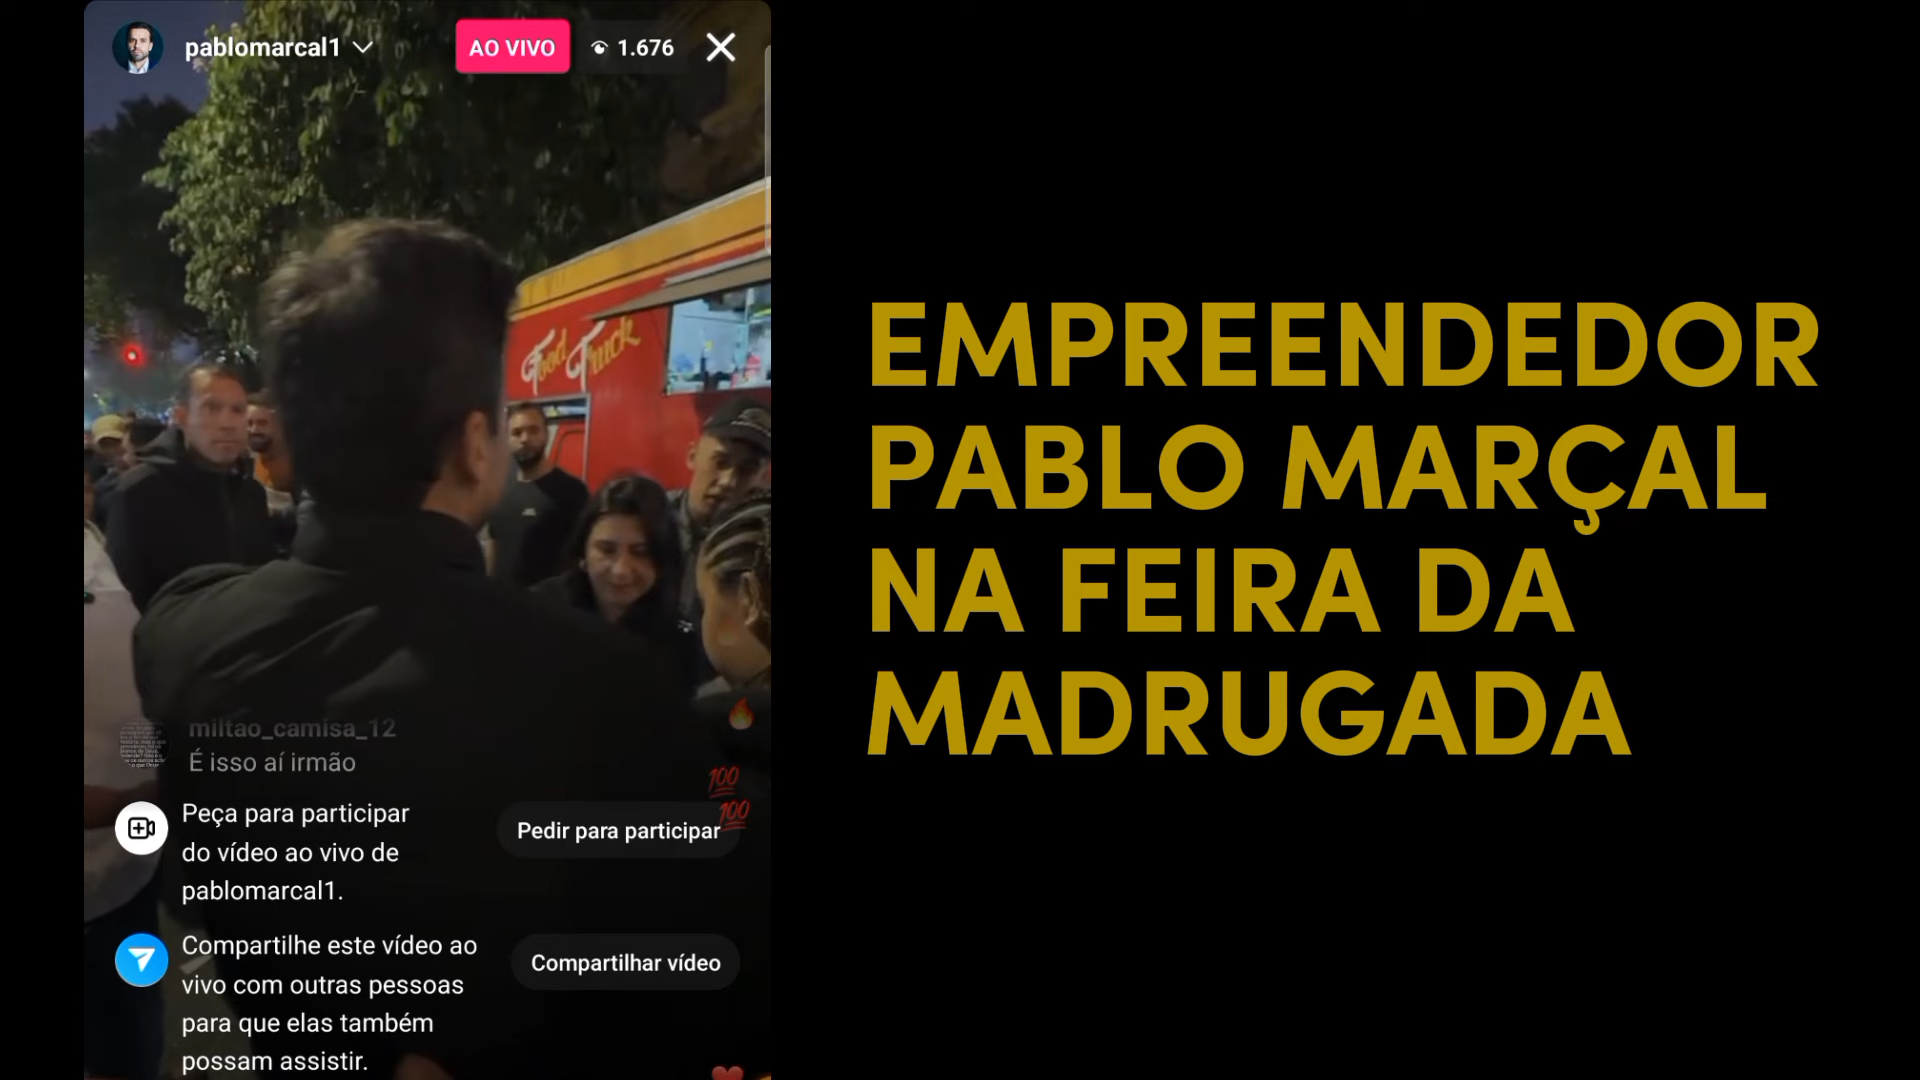 pablomarcal1
AO VIVO
1.676
Food Truck
miltao_camisa_12
É isso aí irmão
100
100
Peça para participar
do vídeo ao vivo de
pablomarcal1.
Pedir para participar
Compartilhe este vídeo ao
vivo com outras pessoas
para que elas também
possam assistir.
Compartilhar vídeo
EMPREENDEDOR
PABLO MARÇAL
NA FEIRA DA
MADRUGADA